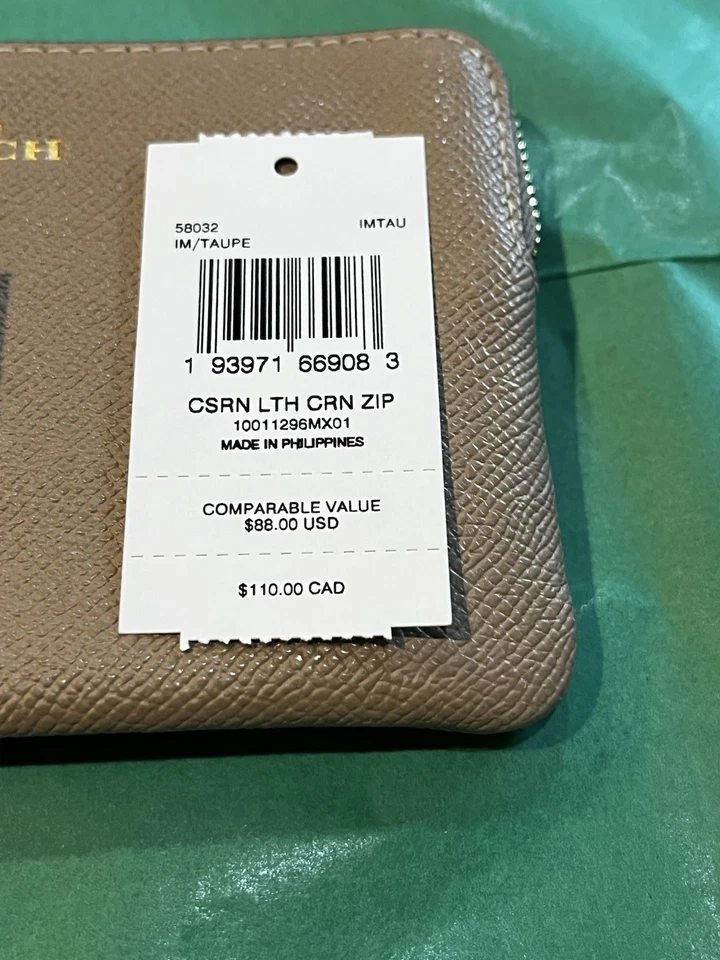 CH
58032
IMTAU
IM/TAUPE
1 93971 66908 3
CSRN LTH CRN ZIP
10011296MX01
MADE IN PHILIPPINES
COMPARABLE VALUE
$88.00 USD
$110.00 CAD